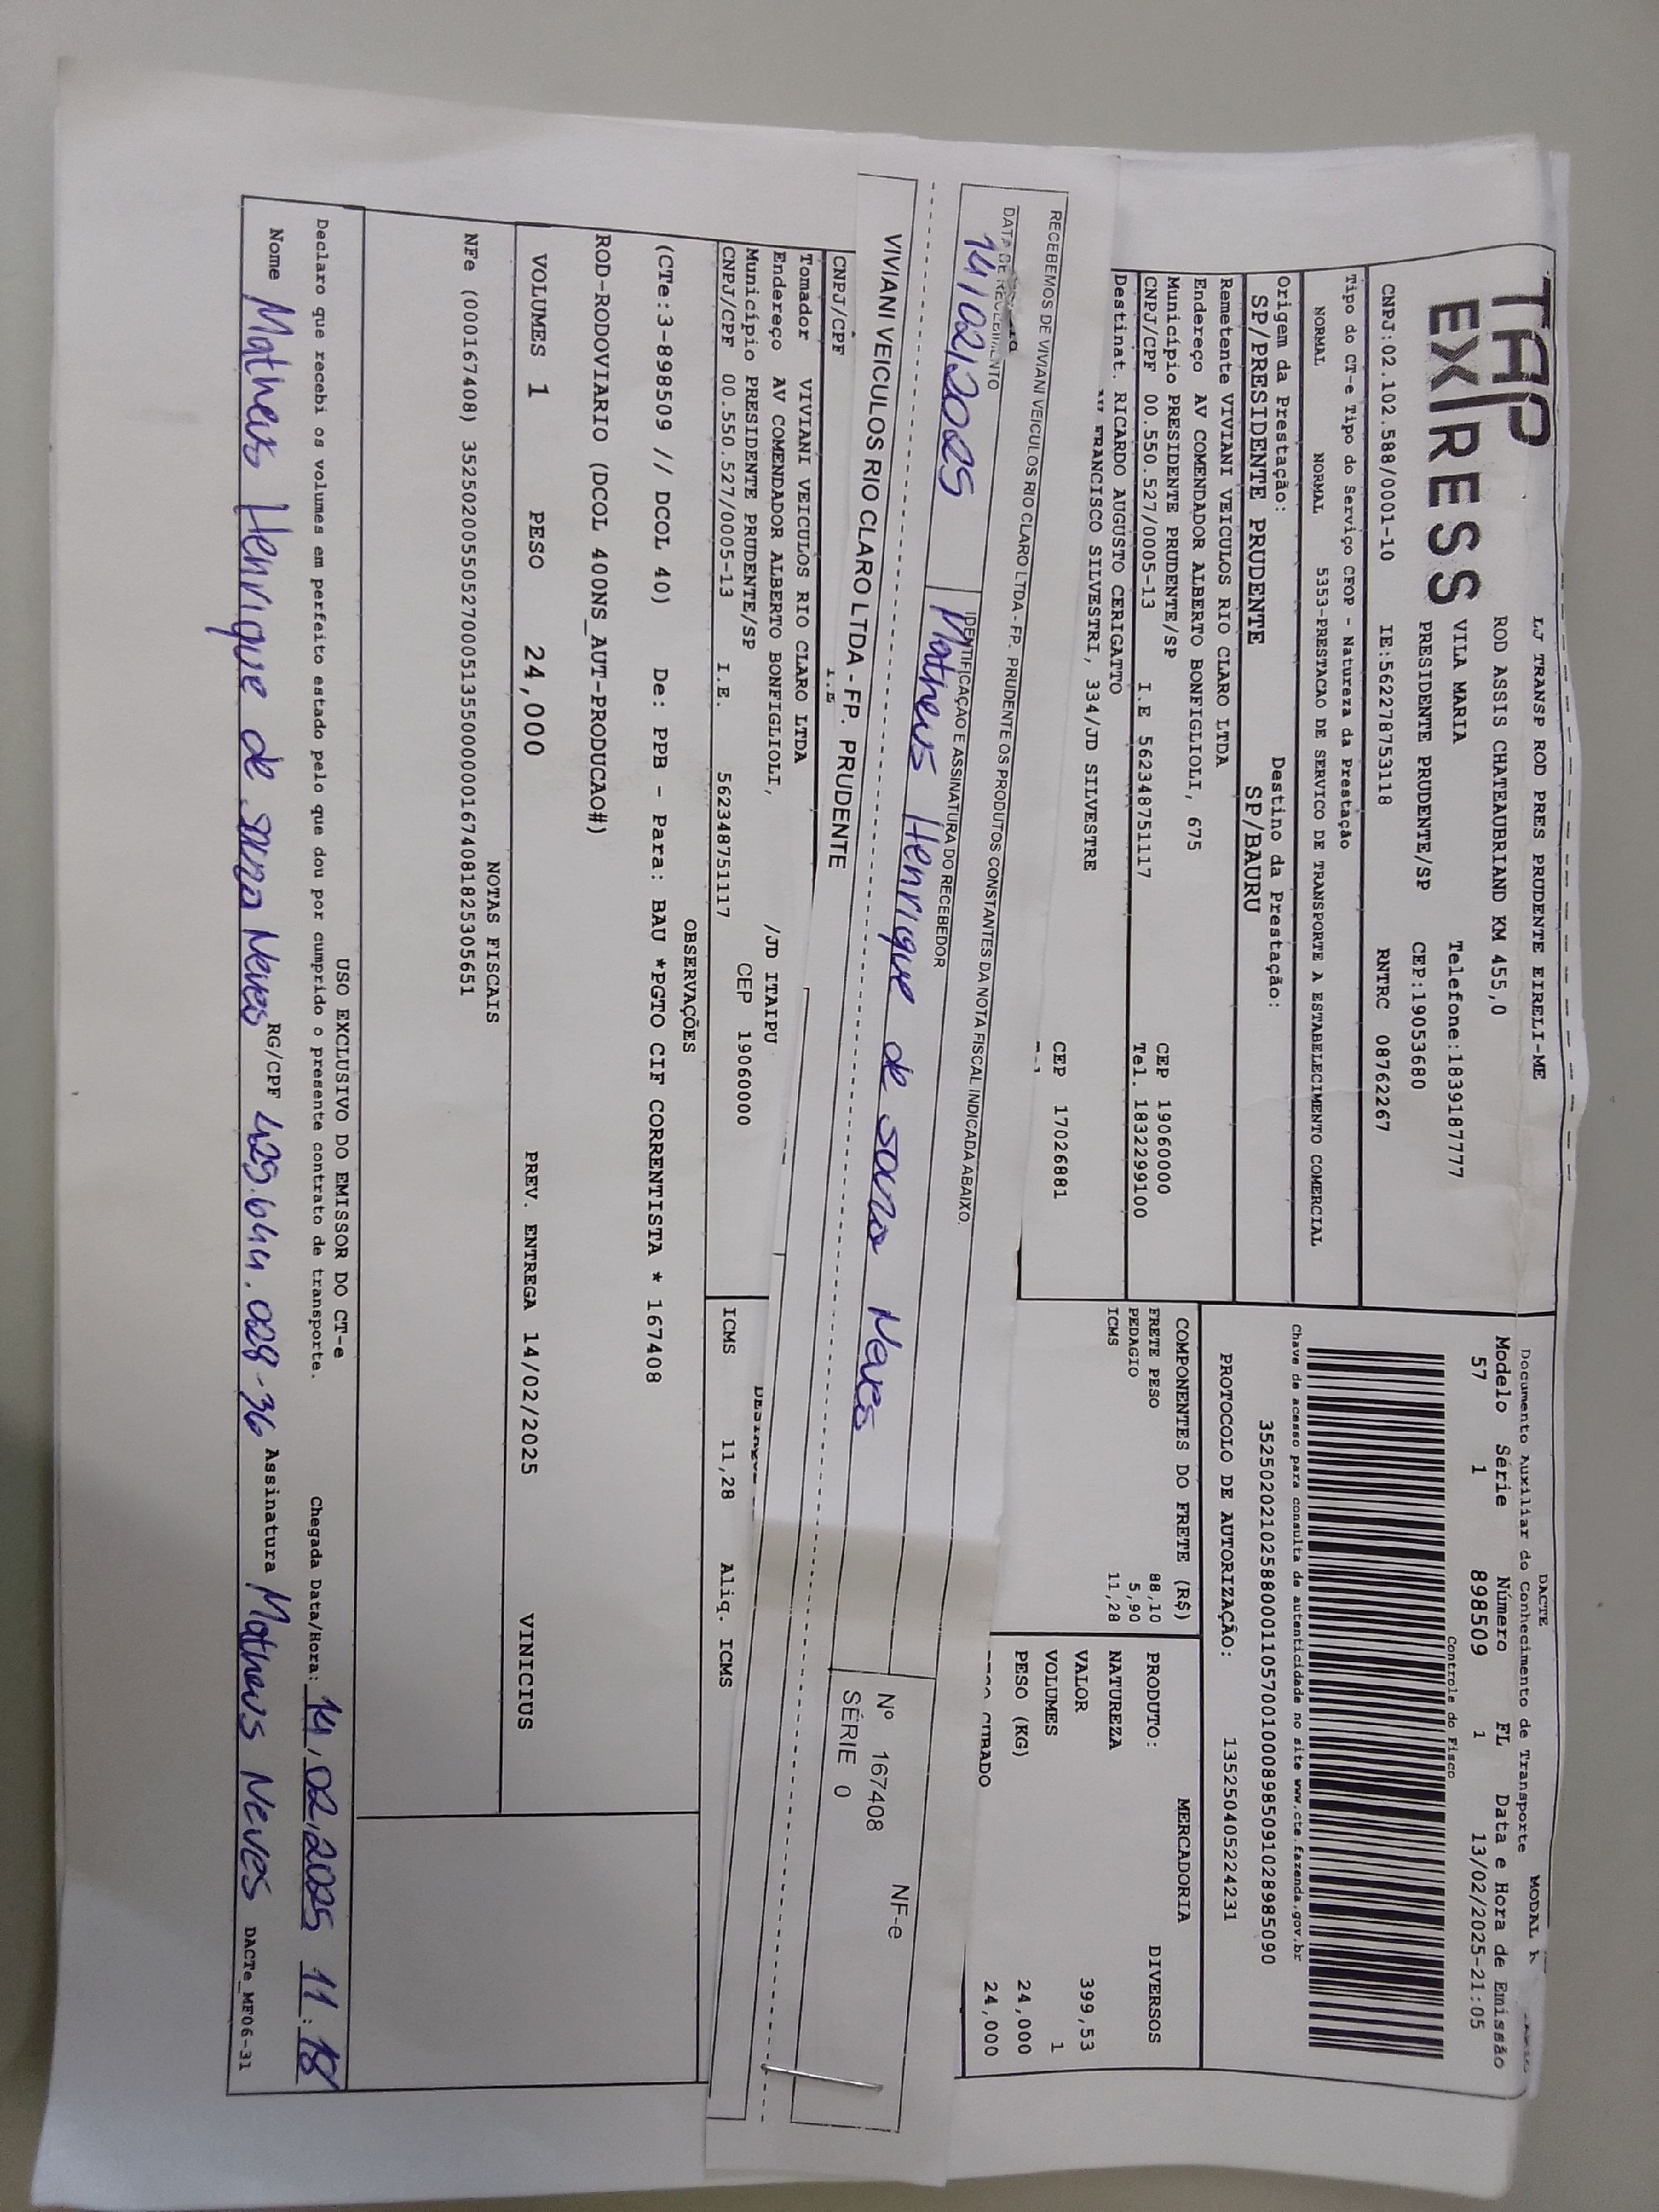 TAP
EXPRESS
LJ TRANSP ROD PRES PRUDENTE EIRELI-ME
ROD ASSIS CHATEAUBRIAND KM 455,0
VILA MARIA Telefone:1839187777
PRESIDENTE PRUDENTE/SP CEP:19053680
CNPJ:02.102.588/0001-10 IE:562278753118 RNTRC 08762267
Tipo do CT-e Tipo do Serviço CFOP - Natureza da Prestação
NORMAL NORMAL 5353-PRESTACAO DE SERVICO DE TRANSPORTE A ESTABELECIMENTO COMERCIAL
Origem da Prestação: Destino da Prestação:
SP/PRESIDENTE PRUDENTE SP/BAURU
DACTE MODAL
Documento Auxiliar do Conhecimento de Transporte
Modelo Série Número FL Data e Hora de Emissão
57 1 898509 1 13/02/2025-21:05
Controle do Fisco
Chave de acesso para consulta de autenticidade no site www.cte.fazenda.gov.br
35250202102588000110570010008985091028985090
PROTOCOLO DE AUTORIZAÇÃO: 135250405224231
Remetente VIVIANI VEICULOS RIO CLARO LTDA
Endereço AV COMENDADOR ALBERTO BONFIGLIOLI, 675
Município PRESIDENTE PRUDENTE/SP CEP 19060000
CNPJ/CPF 00.550.527/0005-13 I.E 562348751117 Tel. 1832299100
Destinat. RICARDO AUGUSTO CERIGATTO
FRANCISCO SILVESTRI, 334/JD SILVESTRE
CEP 17026881
COMPONENTES DO FRETE (R$)
FRETE PESO 88,10
PEDAGIO 5,90
ICMS 11,28
MERCADORIA
PRODUTO: DIVERSOS
NATUREZA
VALOR 399,53
VOLUMES 1
PESO (KG) 24,000
CUBADO 24,000
RECEBEMOS DE VIVIANI VEICULOS RIO CLARO LTDA - FP. PRUDENTE OS PRODUTOS CONSTANTES DA NOTA FISCAL INDICADA ABAIXO.
DATA DE RECEBIMENTO IDENTIFICAÇÃO E ASSINATURA DO RECEBEDOR
14/02/2025 Matheus Henrique de souza Neves
NF-e
Nº 167408
SÉRIE 0
VIVIANI VEICULOS RIO CLARO LTDA - FP. PRUDENTE
CNPJ/CPF I.E
Tomador VIVIANI VEICULOS RIO CLARO LTDA
Endereço AV COMENDADOR ALBERTO BONFIGLIOLI, /JD ITAIPU
Município PRESIDENTE PRUDENTE/SP CEP 19060000
CNPJ/CPF 00.550.527/0005-13 I.E. 562348751117
ICMS 11,28 Aliq. ICMS
OBSERVAÇÕES
(CTe:3-898509 // DCOL 40) De: PPB - Para: BAU *PGTO CIF CORRENTISTA * 167408
ROD-RODOVIARIO (DCOL 400NS_AUT-PRODUCAO#)
VOLUMES 1 PESO 24,000 PREV. ENTREGA 14/02/2025 VINICIUS
NOTAS FISCAIS
NFe (000167408) 35250200550527000513550000001674081825305651
USO EXCLUSIVO DO EMISSOR DO CT-e
Declaro que recebi os volumes em perfeito estado pelo que dou por cumprido o presente contrato de transporte. Chegada Data/Hora: 14/02/2025 11:18
Nome Matheus Henrique de souza Neves RG/CPF 429.644.028-36 Assinatura Matheus Neves DACTe_MF06-31